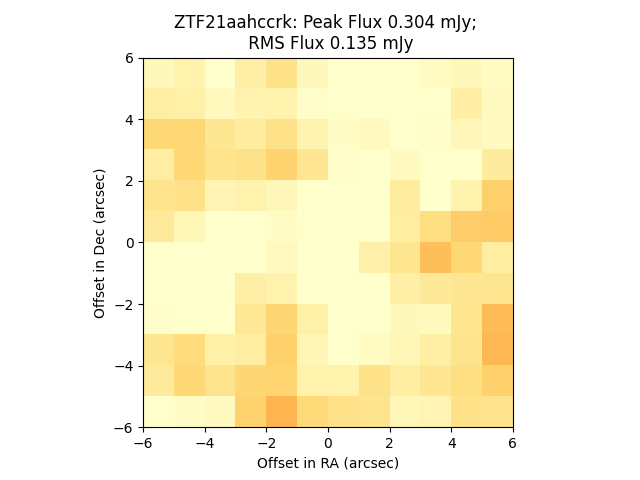 ZTF21aahccrk: Peak Flux 0.304 mJy;
RMS Flux 0.135 mJy
6
4
2
0
−2
−4
−6
Offset in Dec (arcsec)
−6 −4 −2 0 2 4 6
Offset in RA (arcsec)